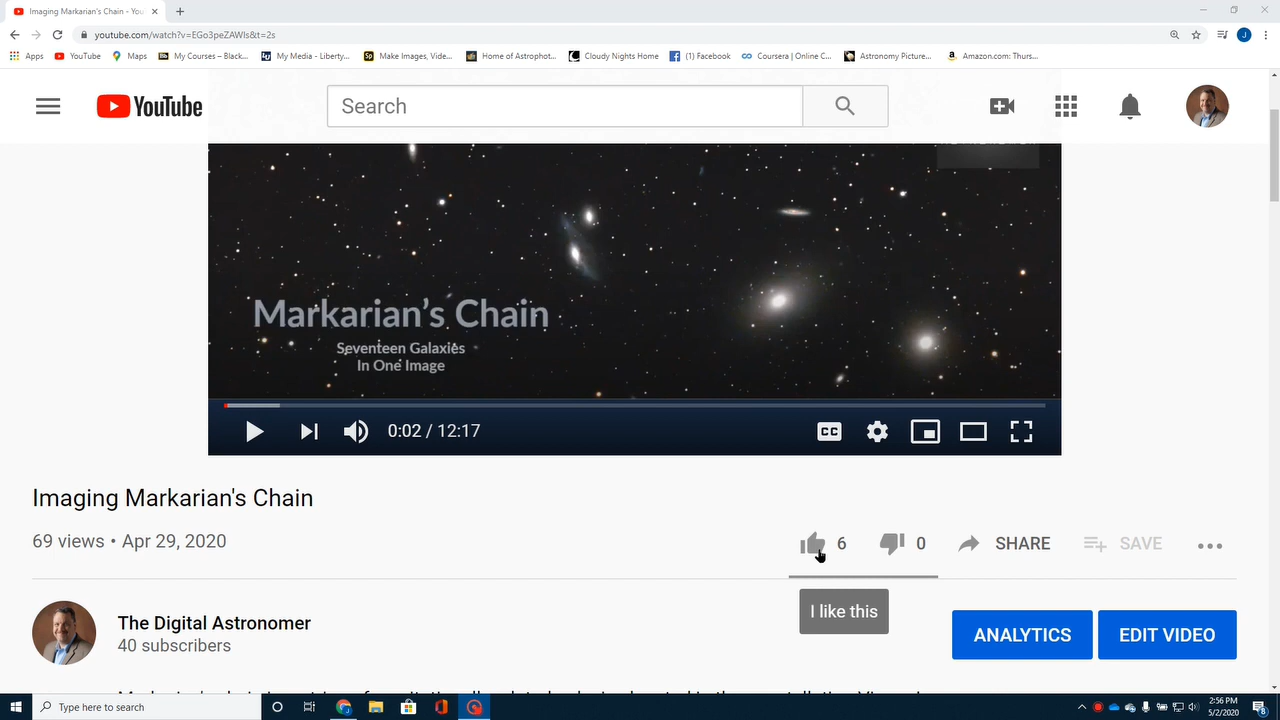 Imaging Markarian's Chain - You
youtube.com/watch?v=EGo3peZAWIs&t=2s
J
Apps YouTube Maps My Courses – Black... My Media - Liberty... Make Images, Vide... Home of Astrophot... Cloudy Nights Home (1) Facebook Coursera | Online C... Astronomy Picture... Amazon.com: Thurs...
YouTube
Search
Markarian's Chain
Seventeen Galaxies
In One Image
0:02 / 12:17
CC
Imaging Markarian's Chain
69 views • Apr 29, 2020
6 0 SHARE SAVE
I like this
The Digital Astronomer
40 subscribers
ANALYTICS EDIT VIDEO
Type here to search
2:56 PM
5/2/2020
8